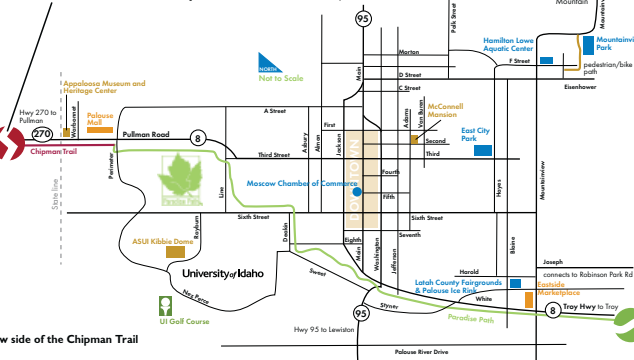 Mountain
95
Polk Street
Mountainvi
Park
Hamilton Lowe
Aquatic Center
F Street
pedestrian/bike
path
Eisenhower
NORTH
Not to Scale
Morton
Main
D Street
C Street
Appaloosa Museum and
Heritage Center
Hwy 270 to
Pullman
270
Warbonnet
Palouse
Mall
Chipman Trail
State line
Pullman Road
8
A Street
First
Asbury
Almon
Jackson
Adams
Van Buren
McConnell
Mansion
Second
Third
East City
Park
Perimeter
Third Street
Fourth
Paradise Path
Moscow Chamber of Commerce
DOWNTOWN
Fifth
Line
Hayes
Mountainview
Sixth Street
Sixth Street
Rayburn
Deakin
Seventh
Eighth
Main
Washington
Jefferson
Blaine
ASUI Kibbie Dome
University of Idaho
Nez Perce
Sweet
Joseph
connects to Robinson Park Rd
Harold
Latah County Fairgrounds
& Palouse Ice Rink
Eastside
Marketplace
White
Styner
Paradise Path
8
Troy Hwy to Troy
UI Golf Course
95
Hwy 95 to Lewiston
w side of the Chipman Trail
Palouse River Drive